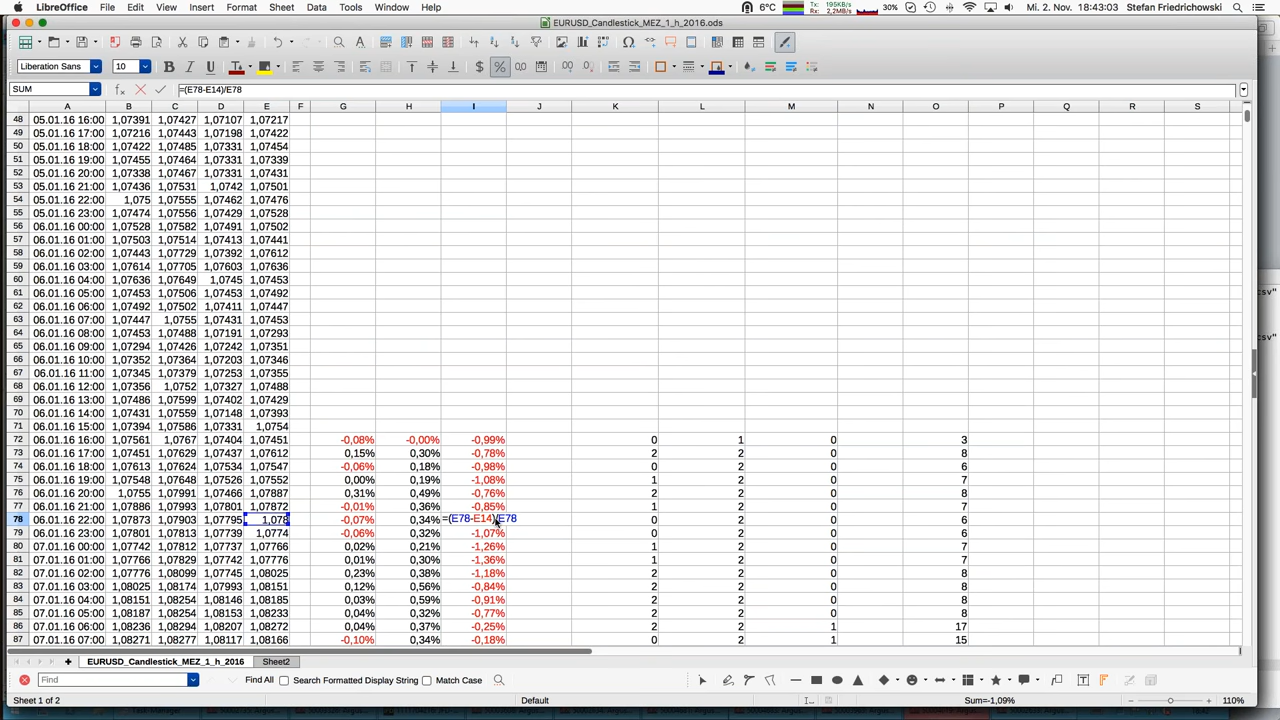 LibreOffice File Edit View Insert Format Sheet Data Tools Window Help 6°C Tx: 195KB/s Rx: 2,2MB/s 30% Mi. 2. Nov. 18:43:03 Stefan Friedrichowski
EURUSD_Candlestick_MEZ_1_h_2016.ods
Liberation Sans 10
SUM =(E78-E14)/E78
A B C D E F G H I J K L M N O P Q R S
48 05.01.16 16:00 1,07391 1,07427 1,07107 1,07217
49 05.01.16 17:00 1,07216 1,07443 1,07198 1,07422
50 05.01.16 18:00 1,07422 1,07485 1,07331 1,07454
51 05.01.16 19:00 1,07455 1,07464 1,07331 1,07339
52 05.01.16 20:00 1,07338 1,07467 1,07331 1,07431
53 05.01.16 21:00 1,07436 1,07531 1,0742 1,07501
54 05.01.16 22:00 1,075 1,07555 1,07462 1,07476
55 05.01.16 23:00 1,07474 1,07556 1,07429 1,07528
56 06.01.16 00:00 1,07528 1,07582 1,07491 1,07502
57 06.01.16 01:00 1,07503 1,07514 1,07413 1,07441
58 06.01.16 02:00 1,07443 1,07729 1,07392 1,07612
59 06.01.16 03:00 1,07614 1,07705 1,07603 1,07636
60 06.01.16 04:00 1,07636 1,07649 1,0745 1,07453
61 06.01.16 05:00 1,07453 1,07506 1,07453 1,07492
62 06.01.16 06:00 1,07492 1,07502 1,07411 1,07447
63 06.01.16 07:00 1,07447 1,0755 1,07431 1,07453
64 06.01.16 08:00 1,07453 1,07488 1,07191 1,07293
65 06.01.16 09:00 1,07294 1,07426 1,07242 1,07351
66 06.01.16 10:00 1,07352 1,07364 1,07203 1,07346
67 06.01.16 11:00 1,07345 1,07379 1,07253 1,07355
68 06.01.16 12:00 1,07356 1,0752 1,07327 1,07488
69 06.01.16 13:00 1,07486 1,07599 1,07402 1,07429
70 06.01.16 14:00 1,07431 1,07559 1,07148 1,07393
71 06.01.16 15:00 1,07394 1,07586 1,07331 1,0754
72 06.01.16 16:00 1,07561 1,0767 1,07404 1,07451 -0,08% -0,00% -0,99% 0 1 0 3
73 06.01.16 17:00 1,07451 1,07629 1,07437 1,07612 0,15% 0,30% -0,78% 2 2 0 8
74 06.01.16 18:00 1,07613 1,07624 1,07534 1,07547 -0,06% 0,18% -0,98% 0 2 0 6
75 06.01.16 19:00 1,07547 1,07629 1,07507 1,07552 0,00% 0,19% -1,08% 1 2 0 7
76 06.01.16 20:00 1,0755 1,07991 1,07466 1,07887 0,31% 0,49% -0,76% 2 2 0 8
77 06.01.16 21:00 1,07886 1,07993 1,07801 1,07872 -0,01% 0,36% -0,85% 1 2 0 7
78 06.01.16 22:00 1,07873 1,07903 1,07795 1,078 -0,07% 0,34% =(E78-E14)/E78 0 2 0 6
79 06.01.16 23:00 1,07801 1,07813 1,07739 1,0774 -0,06% 0,32% -1,07% 0 2 0 6
80 07.01.16 00:00 1,07742 1,07812 1,07737 1,07766 0,02% 0,21% -1,26% 1 2 0 7
81 07.01.16 01:00 1,07766 1,07829 1,07742 1,07776 0,01% 0,30% -1,36% 1 2 0 7
82 07.01.16 02:00 1,07776 1,08099 1,07745 1,08025 0,23% 0,38% -1,18% 2 2 0 8
83 07.01.16 03:00 1,08025 1,08174 1,07993 1,08151 0,12% 0,56% -0,84% 2 2 0 8
84 07.01.16 04:00 1,08151 1,08254 1,08146 1,08185 0,03% 0,59% -0,91% 2 2 0 8
85 07.01.16 05:00 1,08187 1,08254 1,08153 1,08233 0,04% 0,32% -0,77% 2 2 0 8
86 07.01.16 06:00 1,08236 1,08294 1,08207 1,08272 0,04% 0,37% -0,25% 2 2 1 17
87 07.01.16 07:00 1,08271 1,08277 1,08117 1,08166 -0,10% 0,34% -0,18% 0 2 1 15
EURUSD_Candlestick_MEZ_1_h_2016 Sheet2
Find Find All Search Formatted Display String Match Case
Sheet 1 of 2 Default Sum=-1,09% 110%